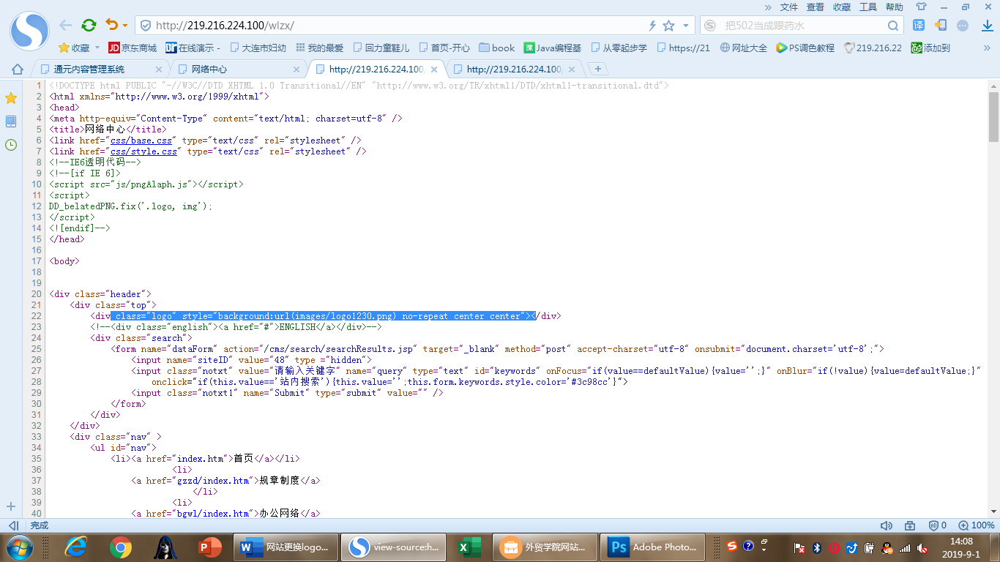 » 文件 查看 收藏 工具 帮助
http://219.216.224.100/wlzx/
把502当成眼药水
译
收藏 JD 京东商城 在线演示 - 大连市妇幼 我的最爱 回力童鞋儿 首页-开心 book Java编程基 从零起步学 https://21 网址大全 PS调色教程 219.216.22 添加到 »
通元内容管理系统 网络中心 http://219.216.224.100, http://219.216.224.100,
1 <!DOCTYPE html PUBLIC "-//W3C//DTD XHTML 1.0 Transitional//EN" "http://www.w3.org/TR/xhtml1/DTD/xhtml1-transitional.dtd">
2 <html xmlns="http://www.w3.org/1999/xhtml">
3 <head>
4 <meta http-equiv="Content-Type" content="text/html; charset=utf-8" />
5 <title>网络中心</title>
6 <link href="css/base.css" type="text/css" rel="stylesheet" />
7 <link href="css/style.css" type="text/css" rel="stylesheet" />
8 <!--IE6透明代码-->
9 <!--[if IE 6]>
10 <script src="js/pngAlaph.js"></script>
11 <script>
12 DD_belatedPNG.fix('.logo, img');
13 </script>
14 <![endif]-->
15 </head>
16
17 <body>
18
19
20 <div class="header">
21 <div class="top">
22 <div class="logo" style="background:url(images/logo1230.png) no-repeat center center"></div>
23 <!--<div class="english"><a href="#">ENGLISH</a></div>-->
24 <div class="search">
25 <form name="dataForm" action="/cms/search/searchResults.jsp" target="_blank" method="post" accept-charset="utf-8" onsubmit="document.charset='utf-8';">
26 <input name="siteID" value="48" type ="hidden">
27 <input class="notxt" value="请输入关键字" name="query" type="text" id="keywords" onFocus="if(value==defaultValue){value='';}" onBlur="if(!value){value=defaultValue;}"
28 onclick="if(this.value=='站内搜索'){this.value='';this.form.keywords.style.color='#3c98cc'}">
29 <input class="notxt1" name="Submit" type="submit" value="" />
30 </form>
31 </div>
32 </div>
33 <div class="nav" >
34 <ul id="nav">
35 <li><a href="index.htm">首页</a></li>
36 <li>
37 <a href="gzzd/index.htm">规章制度</a>
38 </li>
39 <li>
40 <a href="bgwl/index.htm">办公网络</a>
完成 0 100%
网站更换logo... view-source:h... 外贸学院网站... Ps Adobe Photo... 14:08
2019-9-1